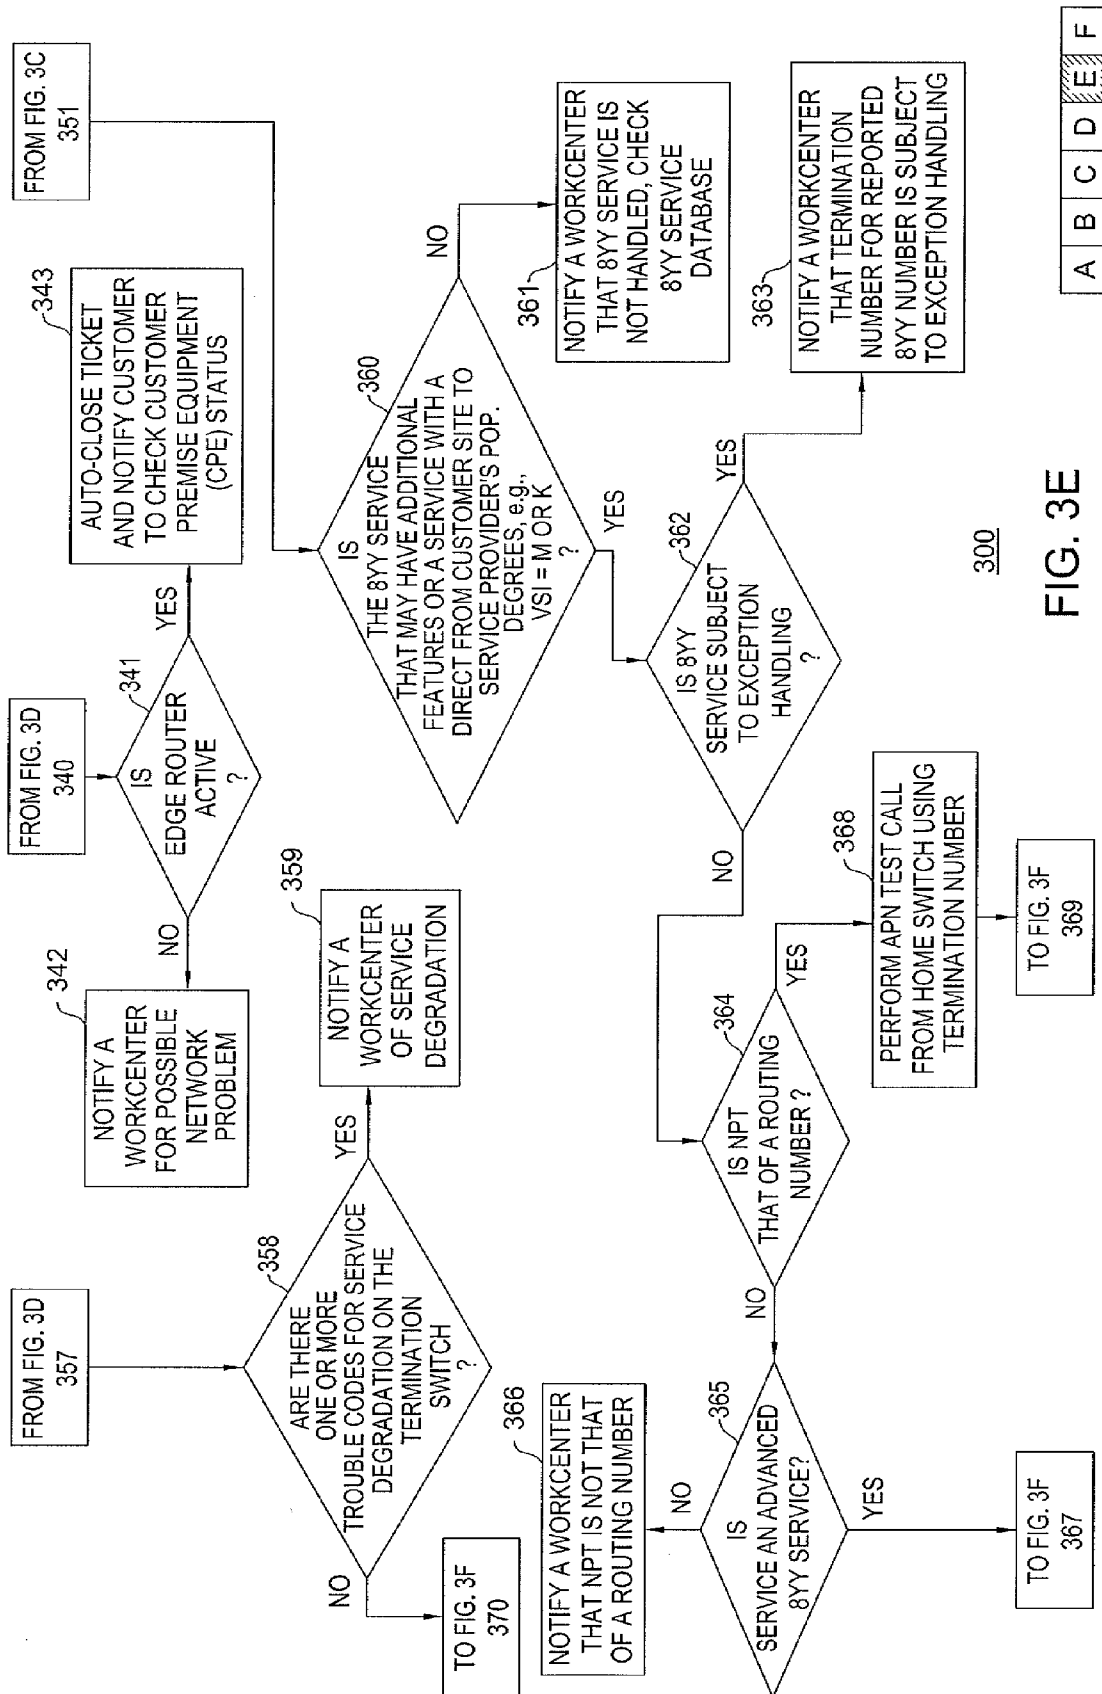 FROM FIG. 3D
357
358
ARE THERE
ONE OR MORE
TROUBLE CODES FOR SERVICE
DEGRADATION ON THE
TERMINATION
SWITCH
?
NO
TO FIG. 3F
370
YES
359
NOTIFY A
WORKCENTER
OF SERVICE
DEGRADATION
FROM FIG. 3D
340
341
IS
EDGE ROUTER
ACTIVE
?
NO
342
NOTIFY A
WORKCENTER
FOR POSSIBLE
NETWORK
PROBLEM
YES
343
AUTO-CLOSE TICKET
AND NOTIFY CUSTOMER
TO CHECK CUSTOMER
PREMISE EQUIPMENT
(CPE) STATUS
FROM FIG. 3C
351
360
IS
THE 8YY SERVICE
THAT MAY HAVE ADDITIONAL
FEATURES OR A SERVICE WITH A
DIRECT FROM CUSTOMER SITE TO
SERVICE PROVIDER'S POP.
DEGREES, e.g.,
VSI = M OR K
?
NO
361
NOTIFY A WORKCENTER
THAT 8YY SERVICE IS
NOT HANDLED, CHECK
8YY SERVICE
DATABASE
YES
362
IS 8YY
SERVICE SUBJECT
TO EXCEPTION
HANDLING
?
YES
363
NOTIFY A WORKCENTER
THAT TERMINATION
NUMBER FOR REPORTED
8YY NUMBER IS SUBJECT
TO EXCEPTION HANDLING
NO
364
IS NPT
THAT OF A ROUTING
NUMBER ?
YES
368
PERFORM APN TEST CALL
FROM HOME SWITCH USING
TERMINATION NUMBER
TO FIG. 3F
369
NO
365
IS
SERVICE AN ADVANCED
8YY SERVICE?
NO
366
NOTIFY A WORKCENTER
THAT NPT IS NOT THAT
OF A ROUTING NUMBER
YES
TO FIG. 3F
367
300
FIG. 3E
A B C D E F